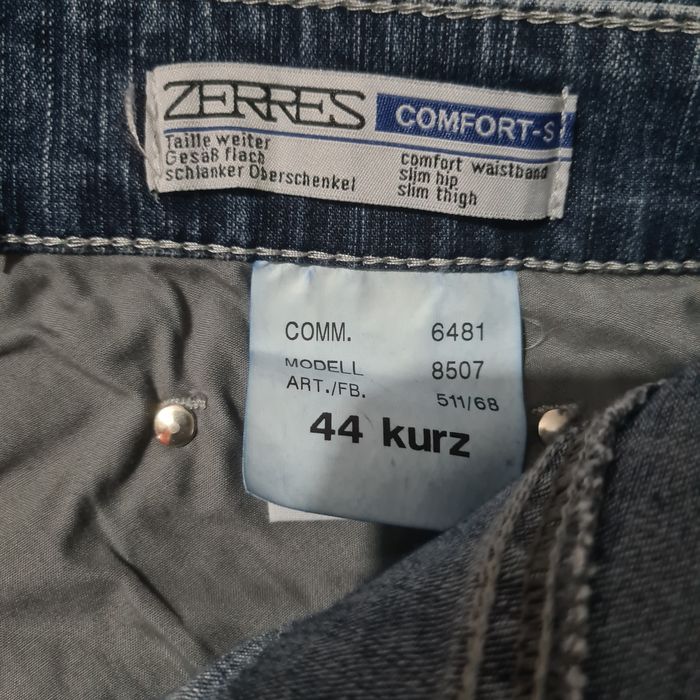 ZERRES COMFORT-S
Taille weiter
Gesäß flach
schlanker Oberschenkel
Comfort waistband
slim hip
slim thigh
COMM. 6481
MODELL 8507
ART./FB. 511/68
44 kurz